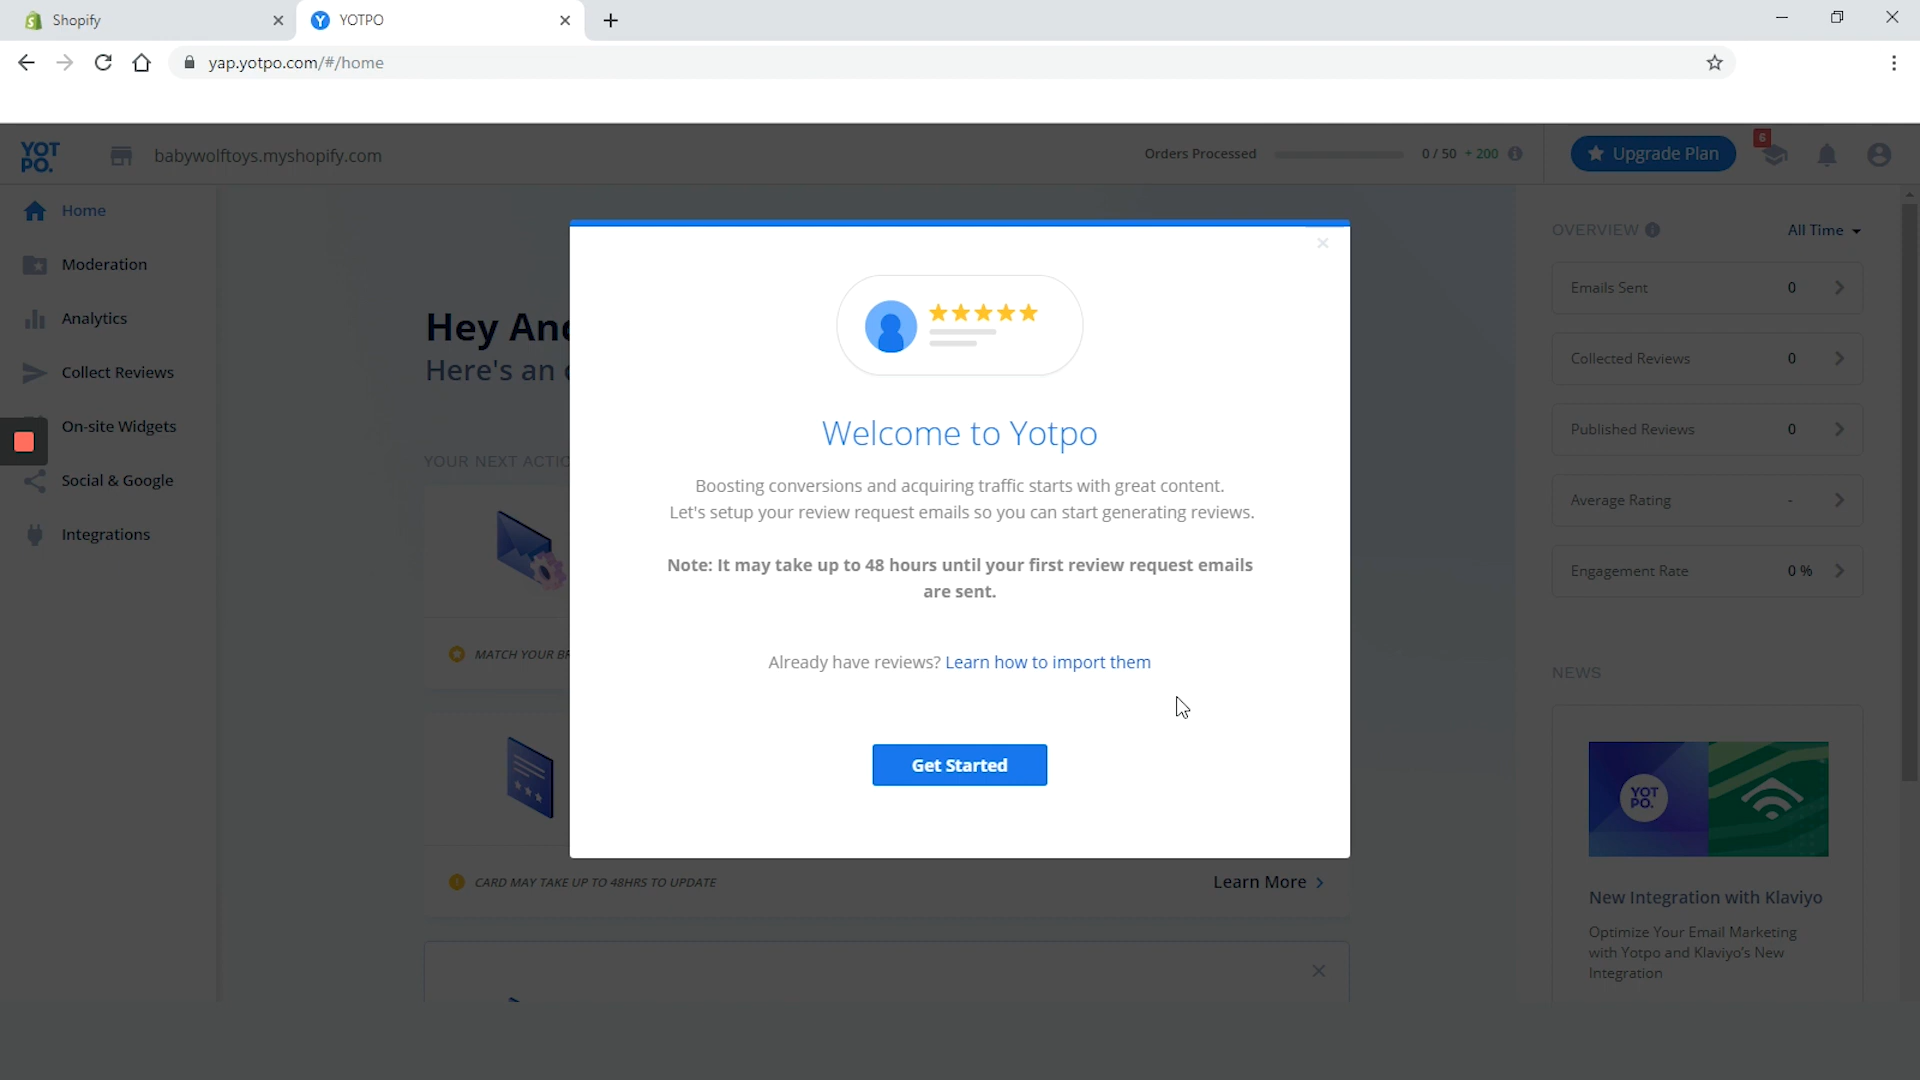 Shopify
YOTPO
yap.yotpo.com/#/home
YOT
PO.
babywolftoys.myshopify.com
Orders Processed
0 / 50 + 200
Upgrade Plan
6
Home
Moderation
Analytics
Collect Reviews
On-site Widgets
Social & Google
Integrations
Hey
Here's an
YOUR NEXT
MATCH YOUR
CARD MAY TAKE UP TO 48HRS TO UPDATE
Learn More
Welcome to Yotpo
Boosting conversions and acquiring traffic starts with great content.
Let's setup your review request emails so you can start generating reviews.
Note: It may take up to 48 hours until your first review request emails
are sent.
Already have reviews? Learn how to import them
Get Started
OVERVIEW
All Time
Emails Sent 0
Collected Reviews 0
Published Reviews 0
Average Rating -
Engagement Rate 0 %
NEWS
YOT
PO.
New Integration with Klaviyo
Optimize Your Email Marketing
with Yotpo and Klaviyo's New
Integration